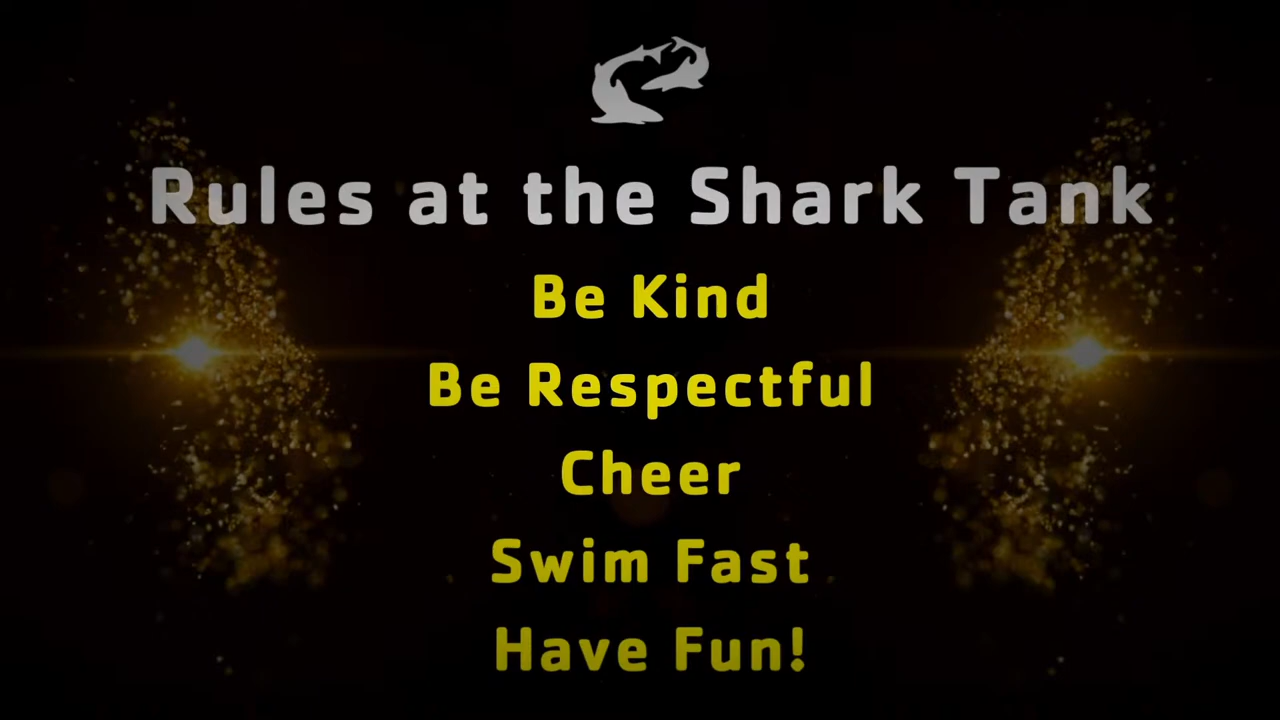 Rules at the Shark Tank
Be Kind
Be Respectful
Cheer
Swim Fast
Have Fun!